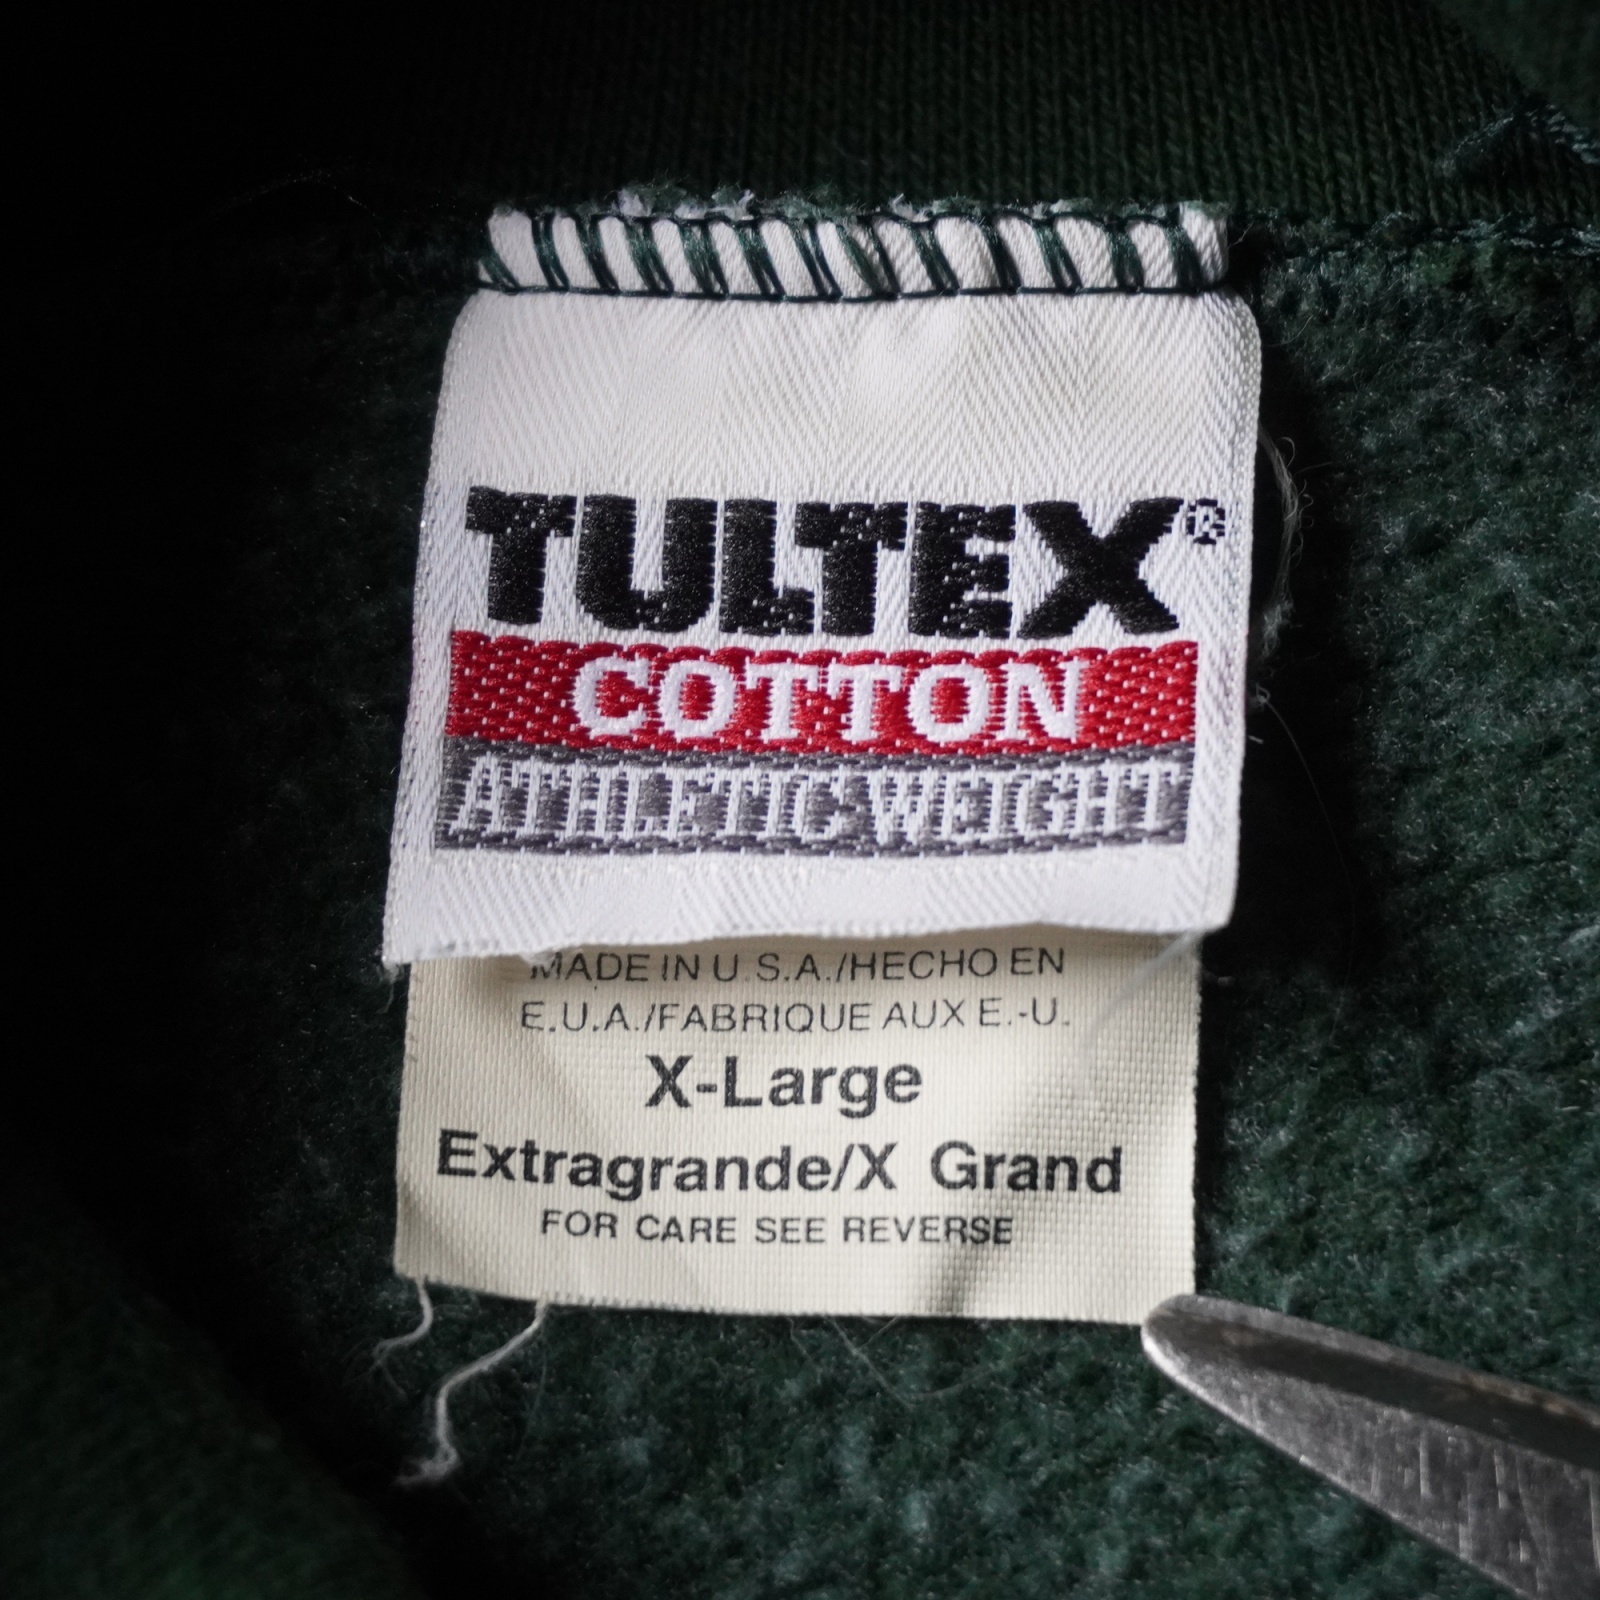 TULTEX®
COTTON
ATHLETIC WEIGHT
MADE IN U.S.A./HECHO EN
E.U.A./FABRIQUE AUX E.-U.
X-Large
Extragrande/X Grand
FOR CARE SEE REVERSE